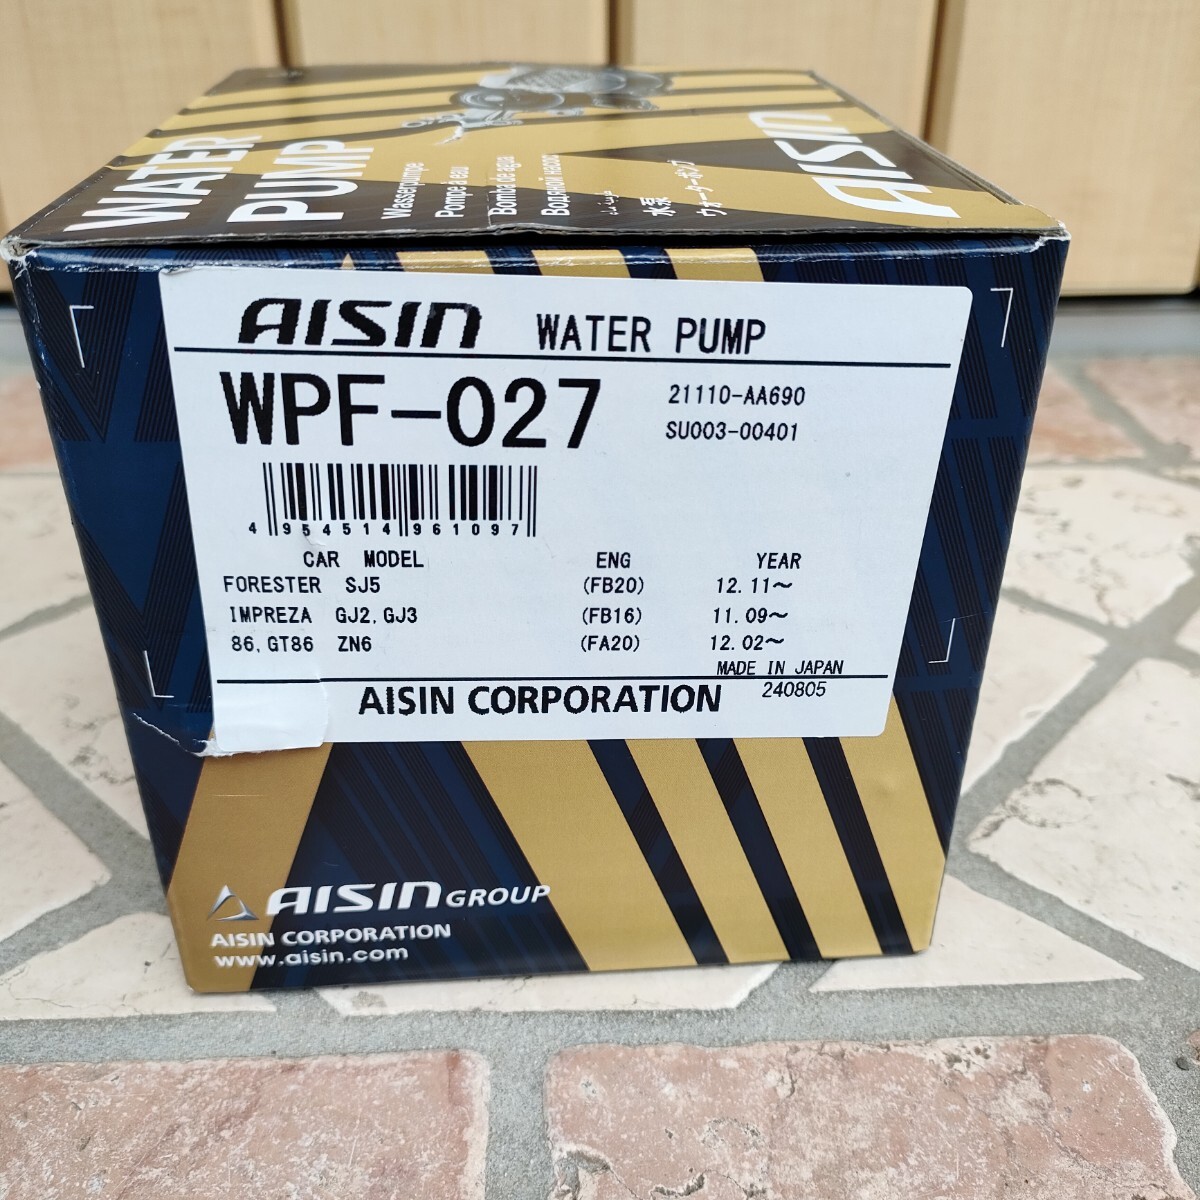 WATER
PUMP
Wasserpumpe
Pompe à eau
Bomba de agua
Водяной насос
水泵
ウォーターポンプ
AISIN
AISIN WATER PUMP
WPF-027
21110-AA690
SU003-00401
4 954514 961097
CAR MODEL ENG YEAR
FORESTER SJ5 (FB20) 12.11～
IMPREZA GJ2,GJ3 (FB16) 11.09～
86,GT86 ZN6 (FA20) 12.02～
MADE IN JAPAN
AISIN CORPORATION 240805
AISIN GROUP
AISIN CORPORATION
www.aisin.com